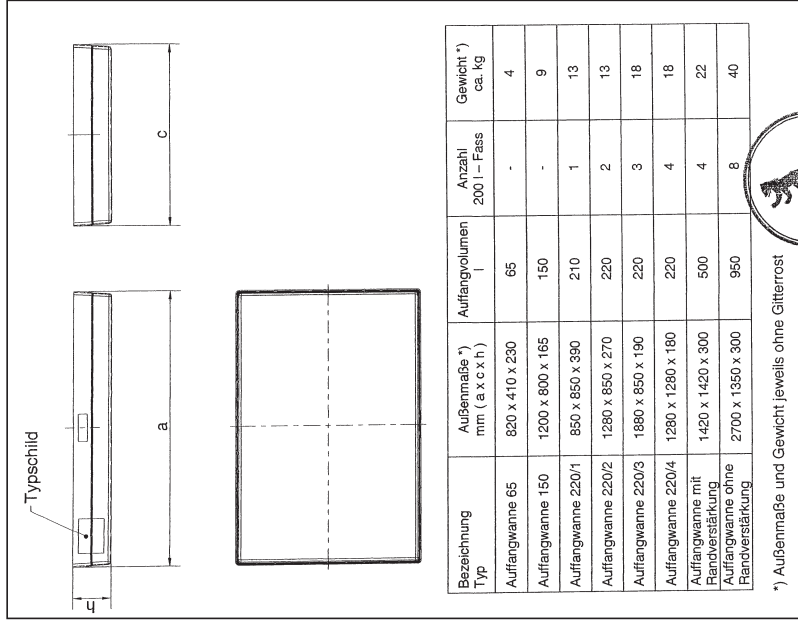 Typschild
h
a
c
Bezeichnung Typ | Außenmaße *) mm ( a x c x h ) | Auffangvolumen l | Anzahl 200 l – Fass | Gewicht *) ca. kg
Auffangwanne 65 | 820 x 410 x 230 | 65 | - | 4
Auffangwanne 150 | 1200 x 800 x 165 | 150 | - | 9
Auffangwanne 220/1 | 850 x 850 x 390 | 210 | 1 | 13
Auffangwanne 220/2 | 1280 x 850 x 270 | 220 | 2 | 13
Auffangwanne 220/3 | 1880 x 850 x 190 | 220 | 3 | 18
Auffangwanne 220/4 | 1280 x 1280 x 180 | 220 | 4 | 18
Auffangwanne mit Randverstärkung | 1420 x 1420 x 300 | 500 | 4 | 22
Auffangwanne ohne Randverstärkung | 2700 x 1350 x 300 | 950 | 8 | 40
*) Außenmaße und Gewicht jeweils ohne Gitterrost